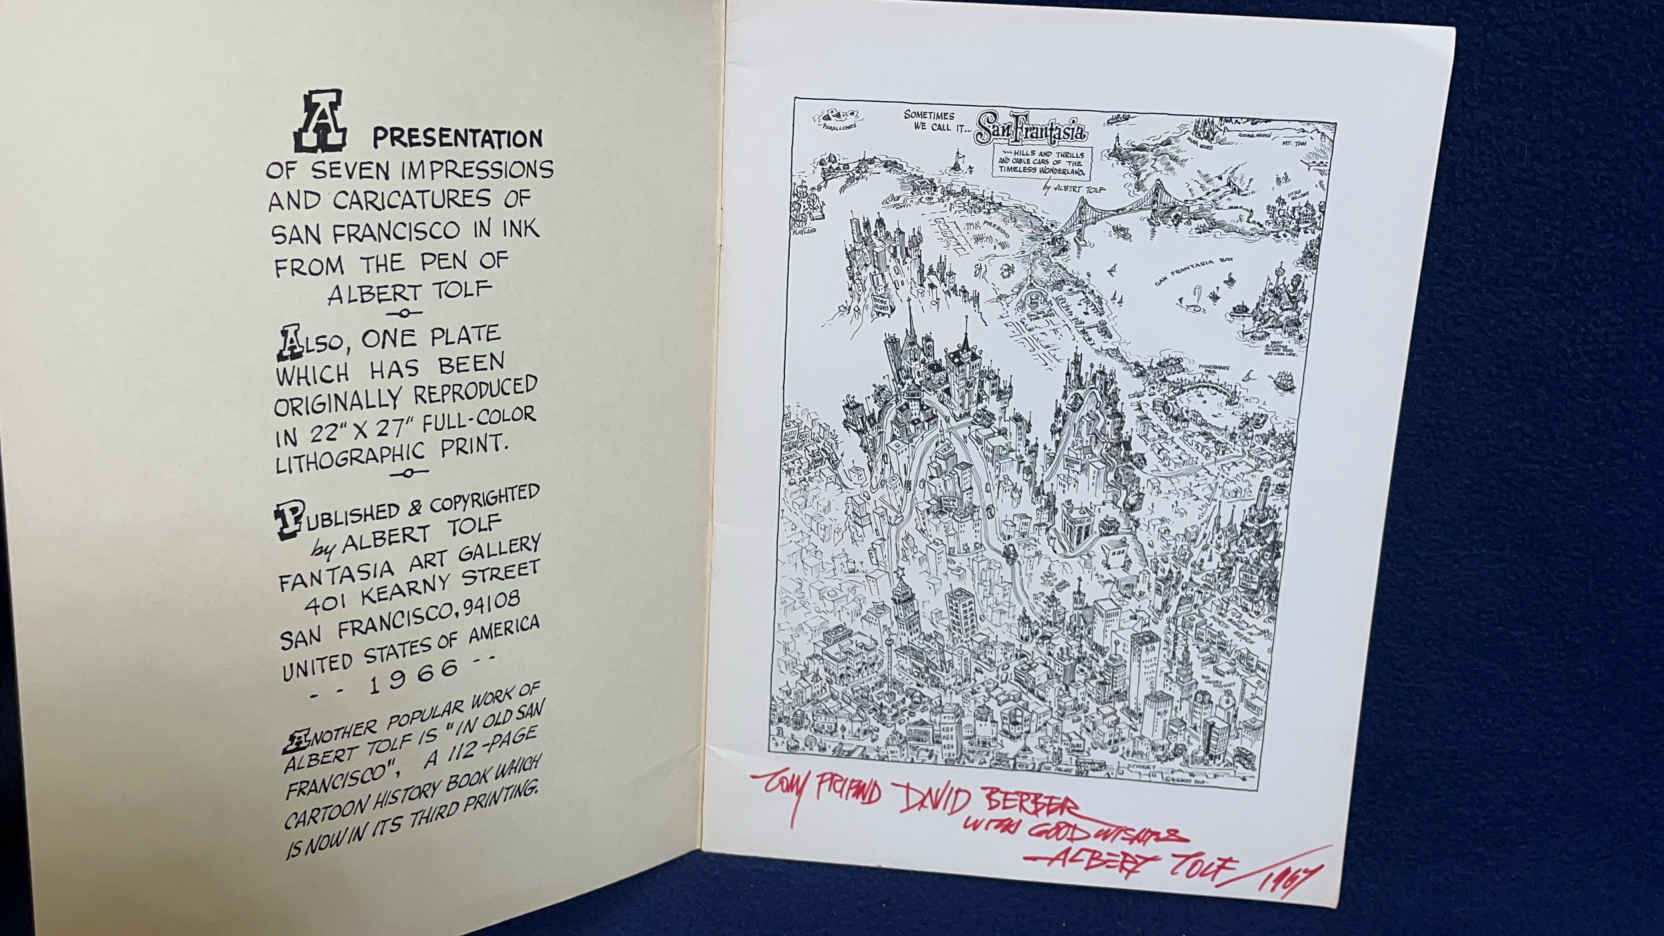 A PRESENTATION
OF SEVEN IMPRESSIONS
AND CARICATURES OF
SAN FRANCISCO IN INK
FROM THE PEN OF
ALBERT TOLF
ALSO, ONE PLATE
WHICH HAS BEEN
ORIGINALLY REPRODUCED
IN 22" X 27" FULL-COLOR
LITHOGRAPHIC PRINT.
PUBLISHED & COPYRIGHTED
by ALBERT TOLF
FANTASIA ART GALLERY
401 KEARNY STREET
SAN FRANCISCO, 94108
UNITED STATES OF AMERICA
-- 1966 --
ANOTHER POPULAR WORK OF
ALBERT TOLF IS "IN OLD SAN
FRANCISCO", A 112-PAGE
CARTOON HISTORY BOOK WHICH
IS NOW IN ITS THIRD PRINTING.
FARALLONES
SOMETIMES
WE CALL IT...
San Frantasia
--HILLS AND THRILLS
AND CABLE CARS OF THE
TIMELESS WONDERLAND.
by ALBERT TOLF
MT. TAM
SAN FRANTASIA BAY
TO MY FRIEND DAVID BERBER
WITH GOOD WISHES
—ALBERT TOLF/1967